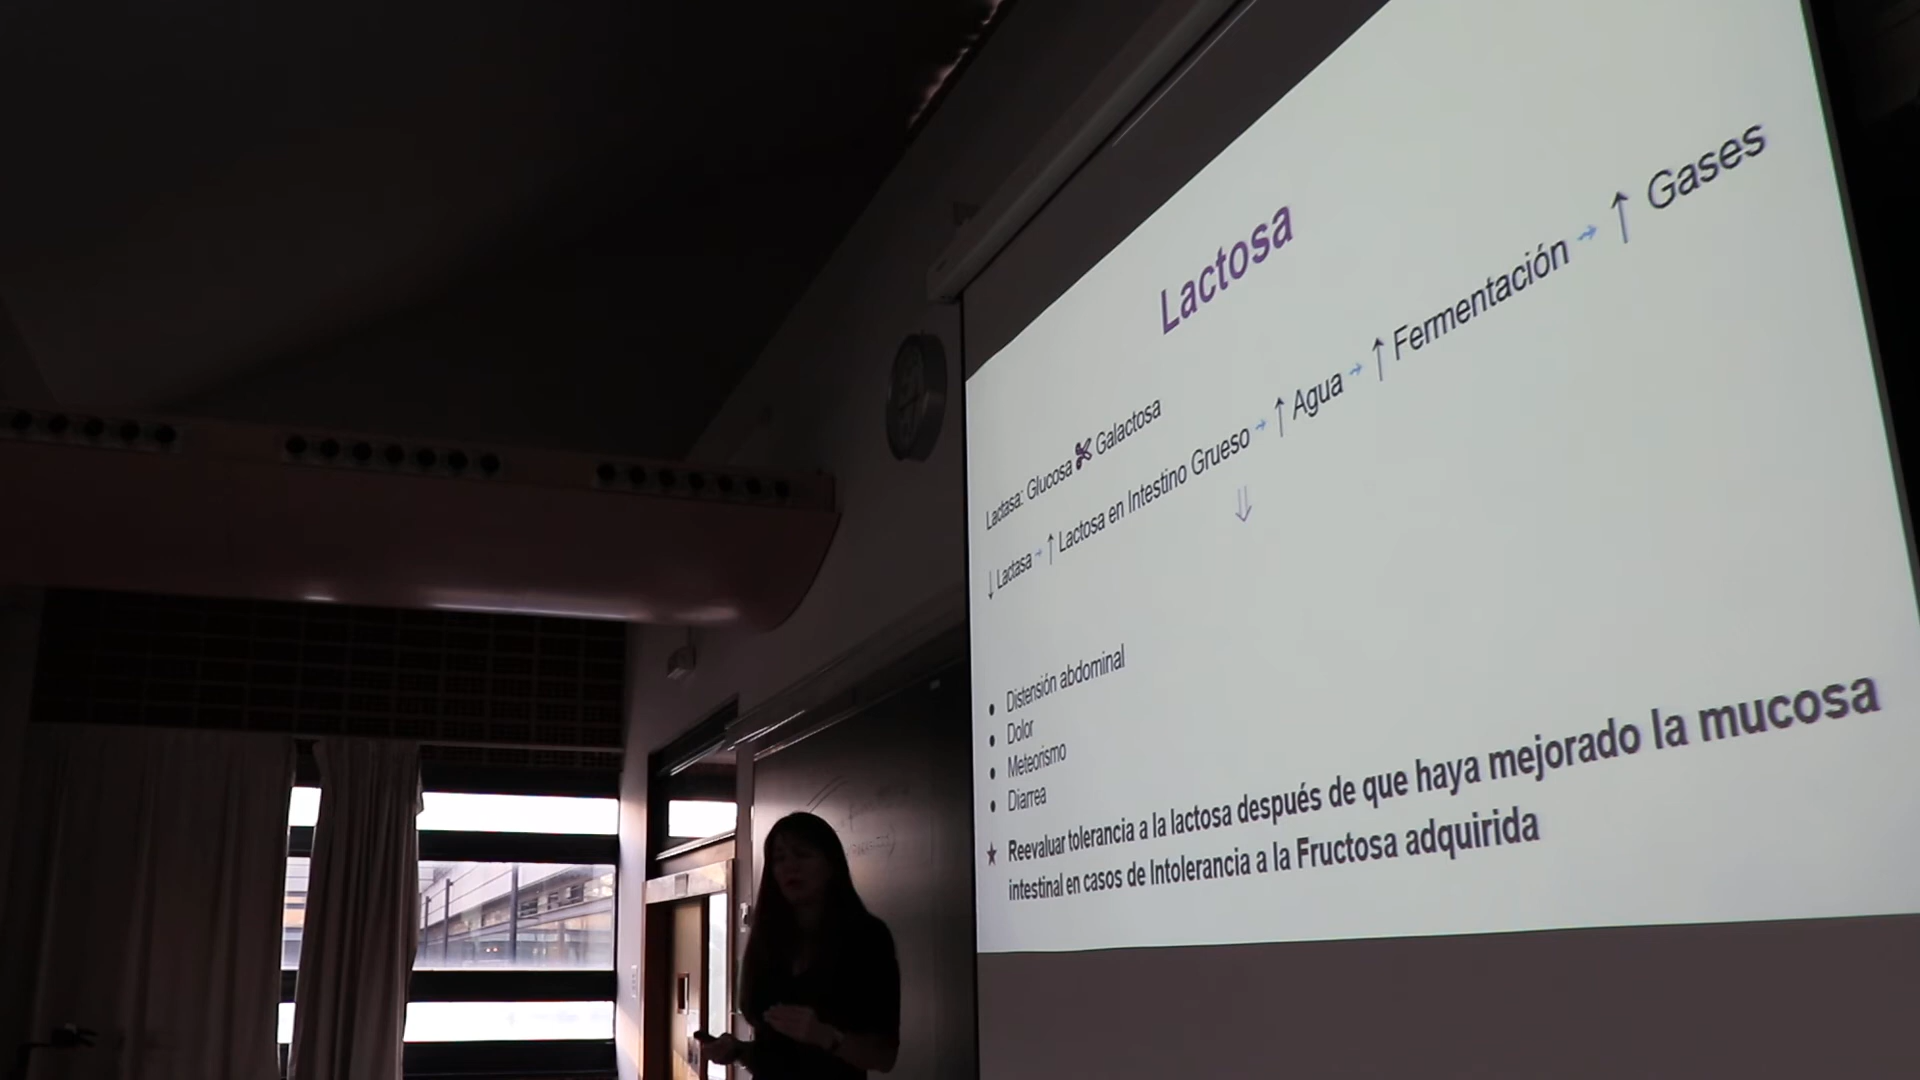 Lactosa
Lactasa: Glucosa ✂ Galactosa
↓ Lactasa → ↑ Lactosa en Intestino Grueso → ↑ Agua → ↑ Fermentación → ↑ Gases
⇓
• Distensión abdominal
• Dolor
• Meteorismo
• Diarrea
★ Reevaluar tolerancia a la lactosa después de que haya mejorado la mucosa
intestinal en casos de Intolerancia a la Fructosa adquirida